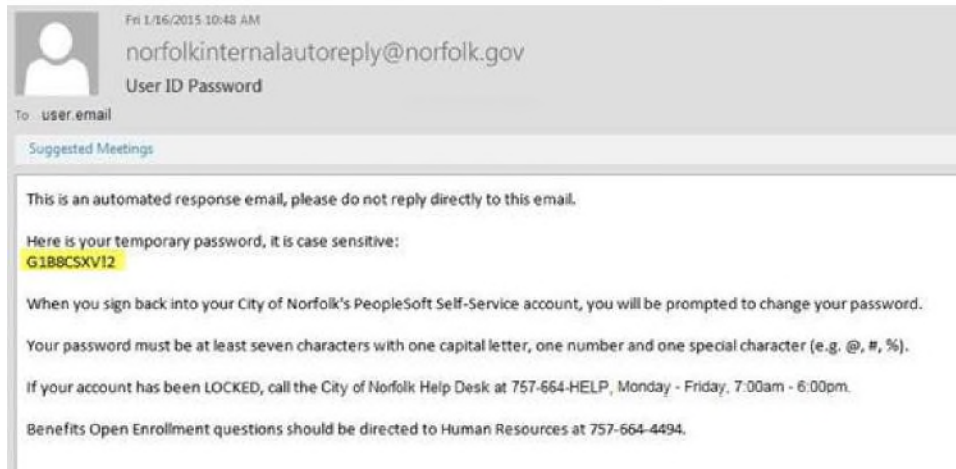 Fri 1/16/2015 10:48 AM
norfolkinternalautoreply@norfolk.gov
User ID Password
To user.email
Suggested Meetings
This is an automated response email, please do not reply directly to this email.
Here is your temporary password, it is case sensitive:
When you sign back into your City of Norfolk's PeopleSoft Self-Service account, you will be prompted to change your password.
Your password must be at least seven characters with one capital letter, one number and one special character (e.g. @, #, %).
If your account has been LOCKED, call the City of Norfolk Help Desk at 757-664-HELP, Monday - Friday, 7:00am - 6:00pm.
Benefits Open Enrollment questions should be directed to Human Resources at 757-664-4494.